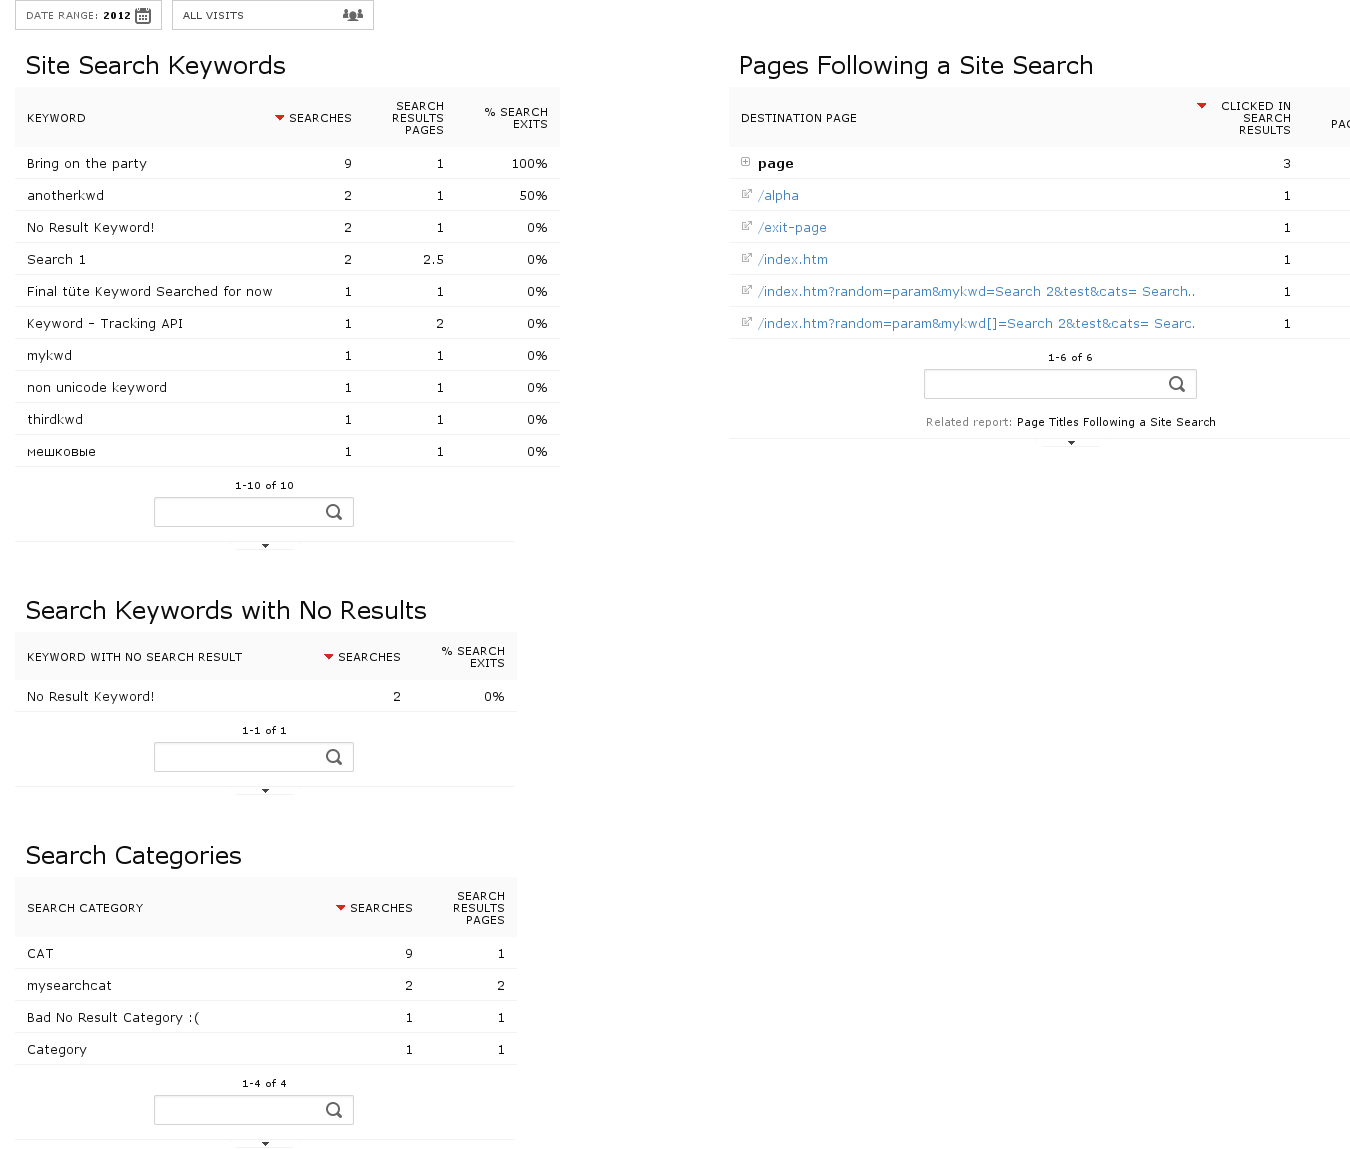 DATE RANGE: 2012
ALL VISITS
Site Search Keywords
KEYWORD SEARCHES SEARCH RESULTS PAGES % SEARCH EXITS
Bring on the party 9 1 100%
anotherkwd 2 1 50%
No Result Keyword! 2 1 0%
Search 1 2 2.5 0%
Final tüte Keyword Searched for now 1 1 0%
Keyword - Tracking API 1 2 0%
mykwd 1 1 0%
non unicode keyword 1 1 0%
thirdkwd 1 1 0%
мешковые 1 1 0%
1-10 of 10
Search Keywords with No Results
KEYWORD WITH NO SEARCH RESULT SEARCHES % SEARCH EXITS
No Result Keyword! 2 0%
1-1 of 1
Search Categories
SEARCH CATEGORY SEARCHES SEARCH RESULTS PAGES
CAT 9 1
mysearchcat 2 2
Bad No Result Category :( 1 1
Category 1 1
1-4 of 4
Pages Following a Site Search
DESTINATION PAGE CLICKED IN SEARCH RESULTS
page 3
/alpha 1
/exit-page 1
/index.htm 1
/index.htm?random=param&mykwd=Search 2&test&cats= Search.. 1
/index.htm?random=param&mykwd[]=Search 2&test&cats= Searc. 1
1-6 of 6
Related report: Page Titles Following a Site Search